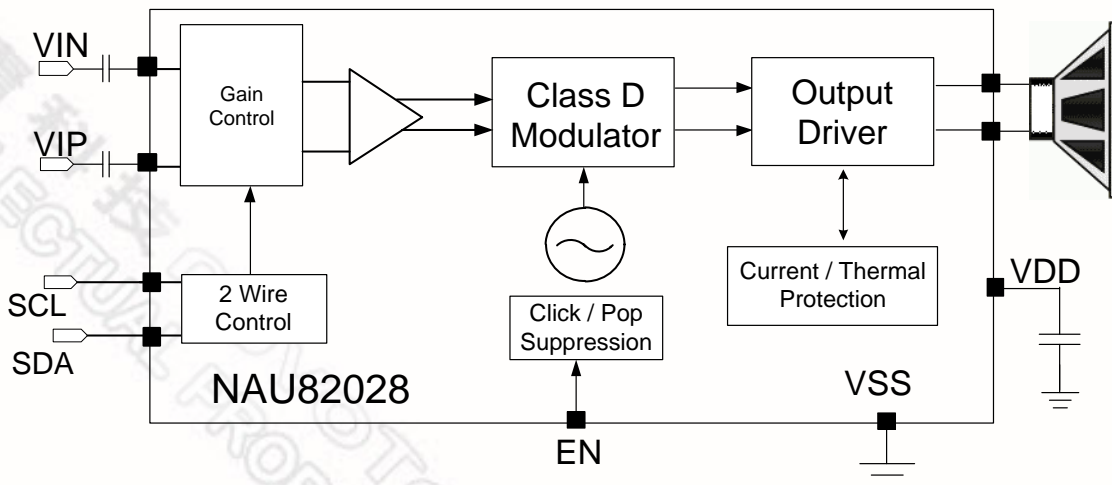 VIN
VIP
SCL
SDA
Gain
Control
2 Wire
Control
Class D
Modulator
Output
Driver
Click / Pop
Suppression
Current / Thermal
Protection
VDD
NAU82028
EN
VSS